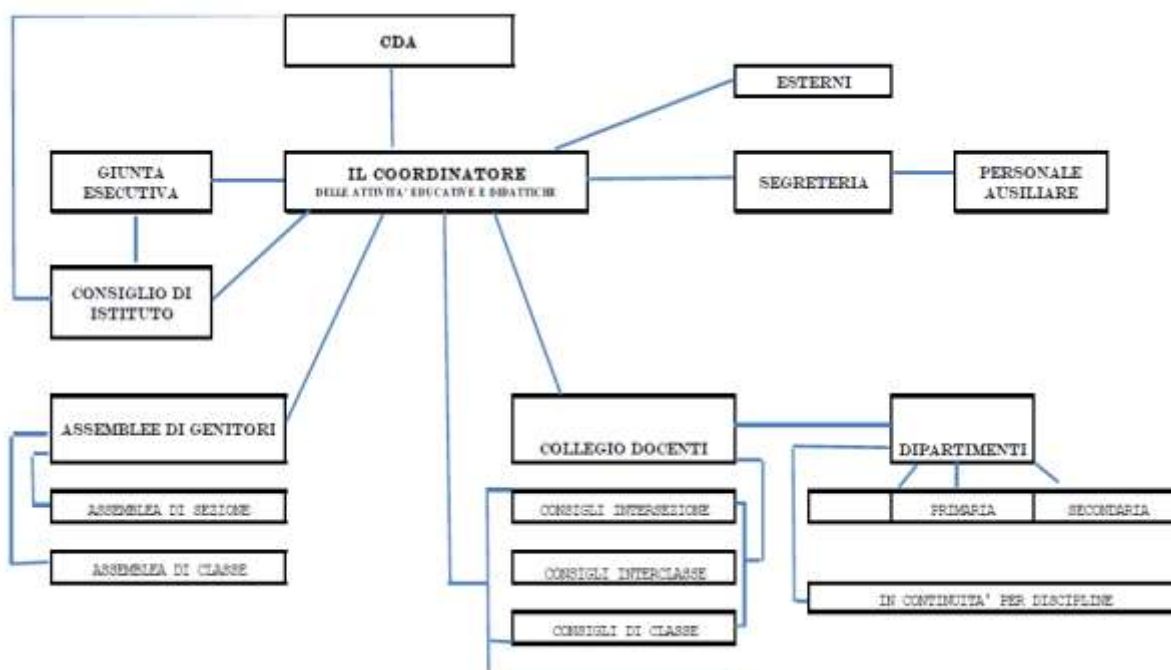 CDA
ESTERNI
GIUNTA
ESECUTIVA
IL COORDINATORE
DELLE ATTIVITA' EDUCATIVE E DIDATTICHE
SEGRETERIA
PERSONALE
AUSILIARE
CONSIGLIO DI
ISTITUTO
ASSEMBLEE DI GENITORI
COLLEGIO DOCENTI
DIPARTIMENTI
ASSEMBLEA DI SEZIONE
CONSIGLI INTERSEZIONE
PRIMARIA
SECONDARIA
ASSEMBLEA DI CLASSE
CONSIGLI INTERCLASSE
IN CONTINUITA' PER DISCIPLINE
CONSIGLI DI CLASSE